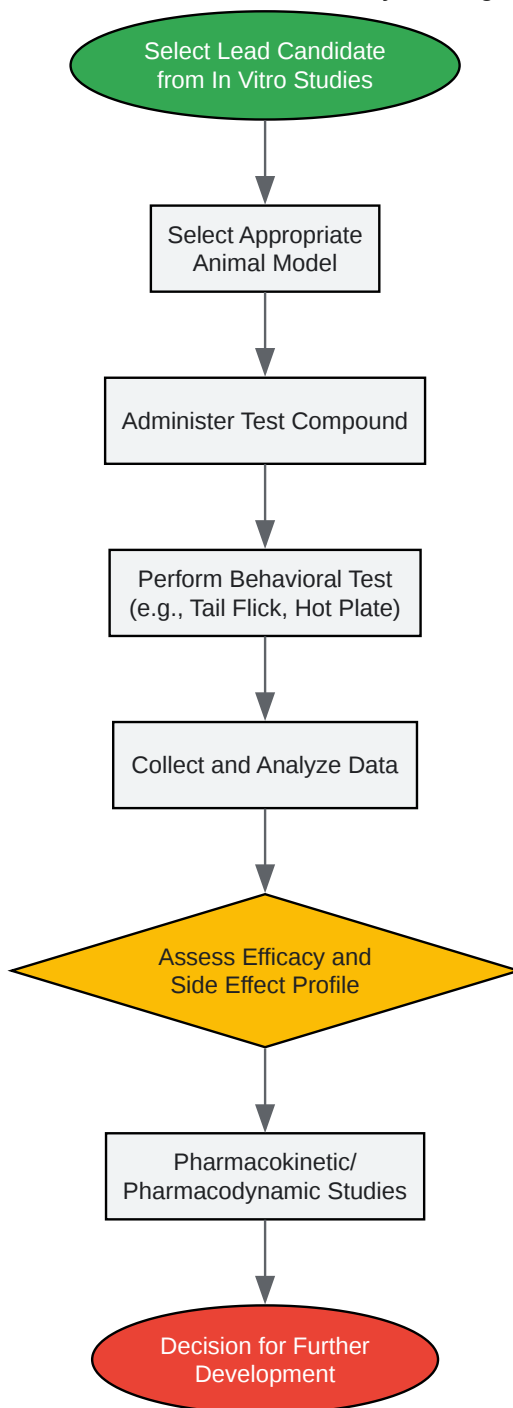 Select Lead Candidate
from In Vitro Studies
Select Appropriate
Animal Model
Administer Test Compound
Perform Behavioral Test
(e.g., Tail Flick, Hot Plate)
Collect and Analyze Data
Assess Efficacy and
Side Effect Profile
Pharmacokinetic/
Pharmacodynamic Studies
Decision for Further
Development